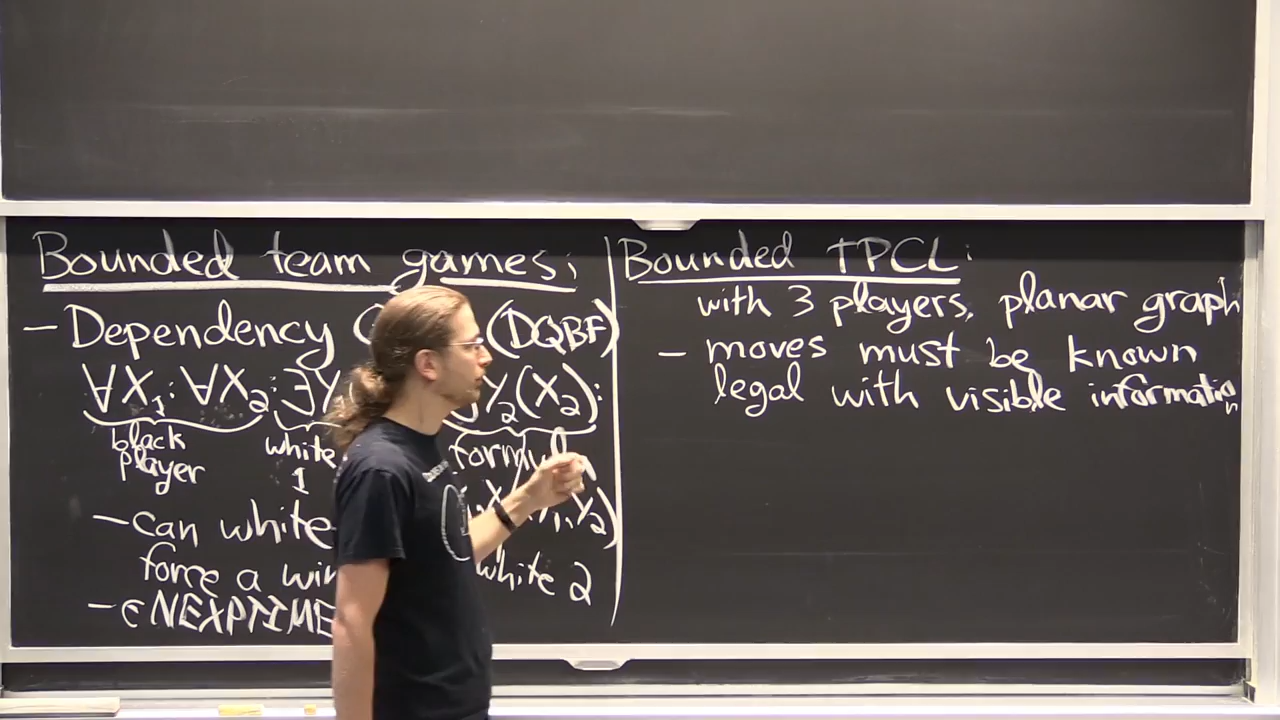 Bounded team games:
– Dependency (DQBF)
∀X₁: ∀X₂: ∃Y Y₂(X₂):
black player
white 1
– can white
force a win white 2
– ∈ NEXPTIME
Bounded TPCL:
with 3 players, planar graph
– moves must be known
legal with visible information